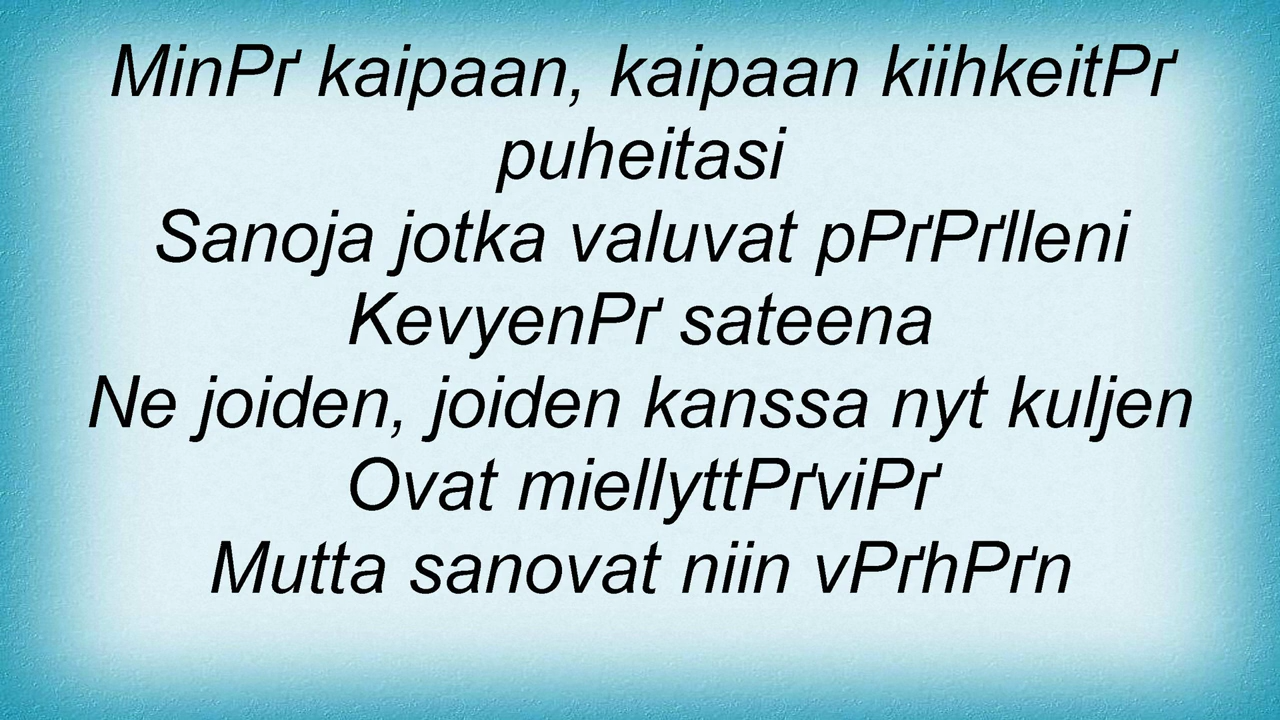 MinPґ kaipaan, kaipaan kiihkeitPґ
puheitasi
Sanoja jotka valuvat pPґPґlleni
KevyenPґ sateena
Ne joiden, joiden kanssa nyt kuljen
Ovat miellyttPґviPґ
Mutta sanovat niin vPґhPґn